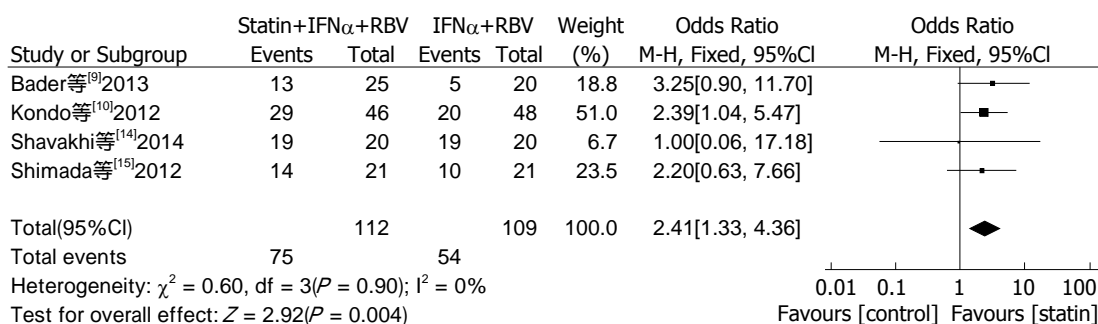 Statin+IFNα+RBV IFNα+RBV Weight Odds Ratio Odds Ratio
Study or Subgroup Events Total Events Total (%) M-H, Fixed, 95%CI M-H, Fixed, 95%CI
Bader等[9]2013 13 25 5 20 18.8 3.25[0.90, 11.70]
Kondo等[10]2012 29 46 20 48 51.0 2.39[1.04, 5.47]
Shavakhi等[14]2014 19 20 19 20 6.7 1.00[0.06, 17.18]
Shimada等[15]2012 14 21 10 21 23.5 2.20[0.63, 7.66]
Total(95%CI) 112 109 100.0 2.41[1.33, 4.36]
Total events 75 54
Heterogeneity: χ² = 0.60, df = 3(P = 0.90); I² = 0%
0.01 0.1 1 10 100
Test for overall effect: Z = 2.92(P = 0.004) Favours [control] Favours [statin]